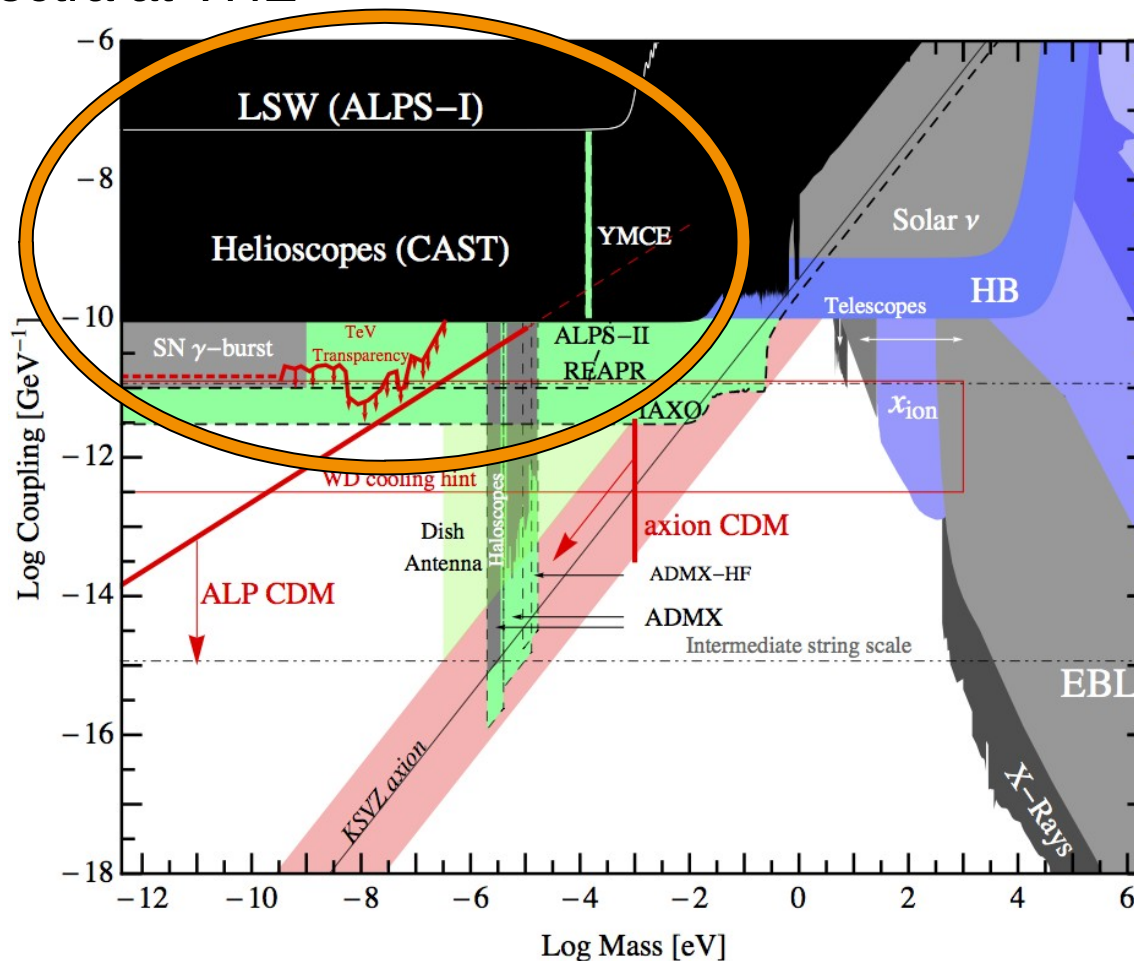 LSW (ALPS−I)
Helioscopes (CAST)
YMCE
Solar ν
HB
Telescopes
SN γ−burst
TeV
Transparency
ALPS−II
REAPR
IAXO
x ion
WD cooling hint
Haloscopes
Dish
Antenna
axion CDM
ALP CDM
ADMX−HF
ADMX
Intermediate string scale
EBL
KSVZ axion
X−Rays
Log Coupling [GeV⁻¹]
−6
−8
−10
−12
−14
−16
−18
−12 −10 −8 −6 −4 −2 0 2 4 6
Log Mass [eV]